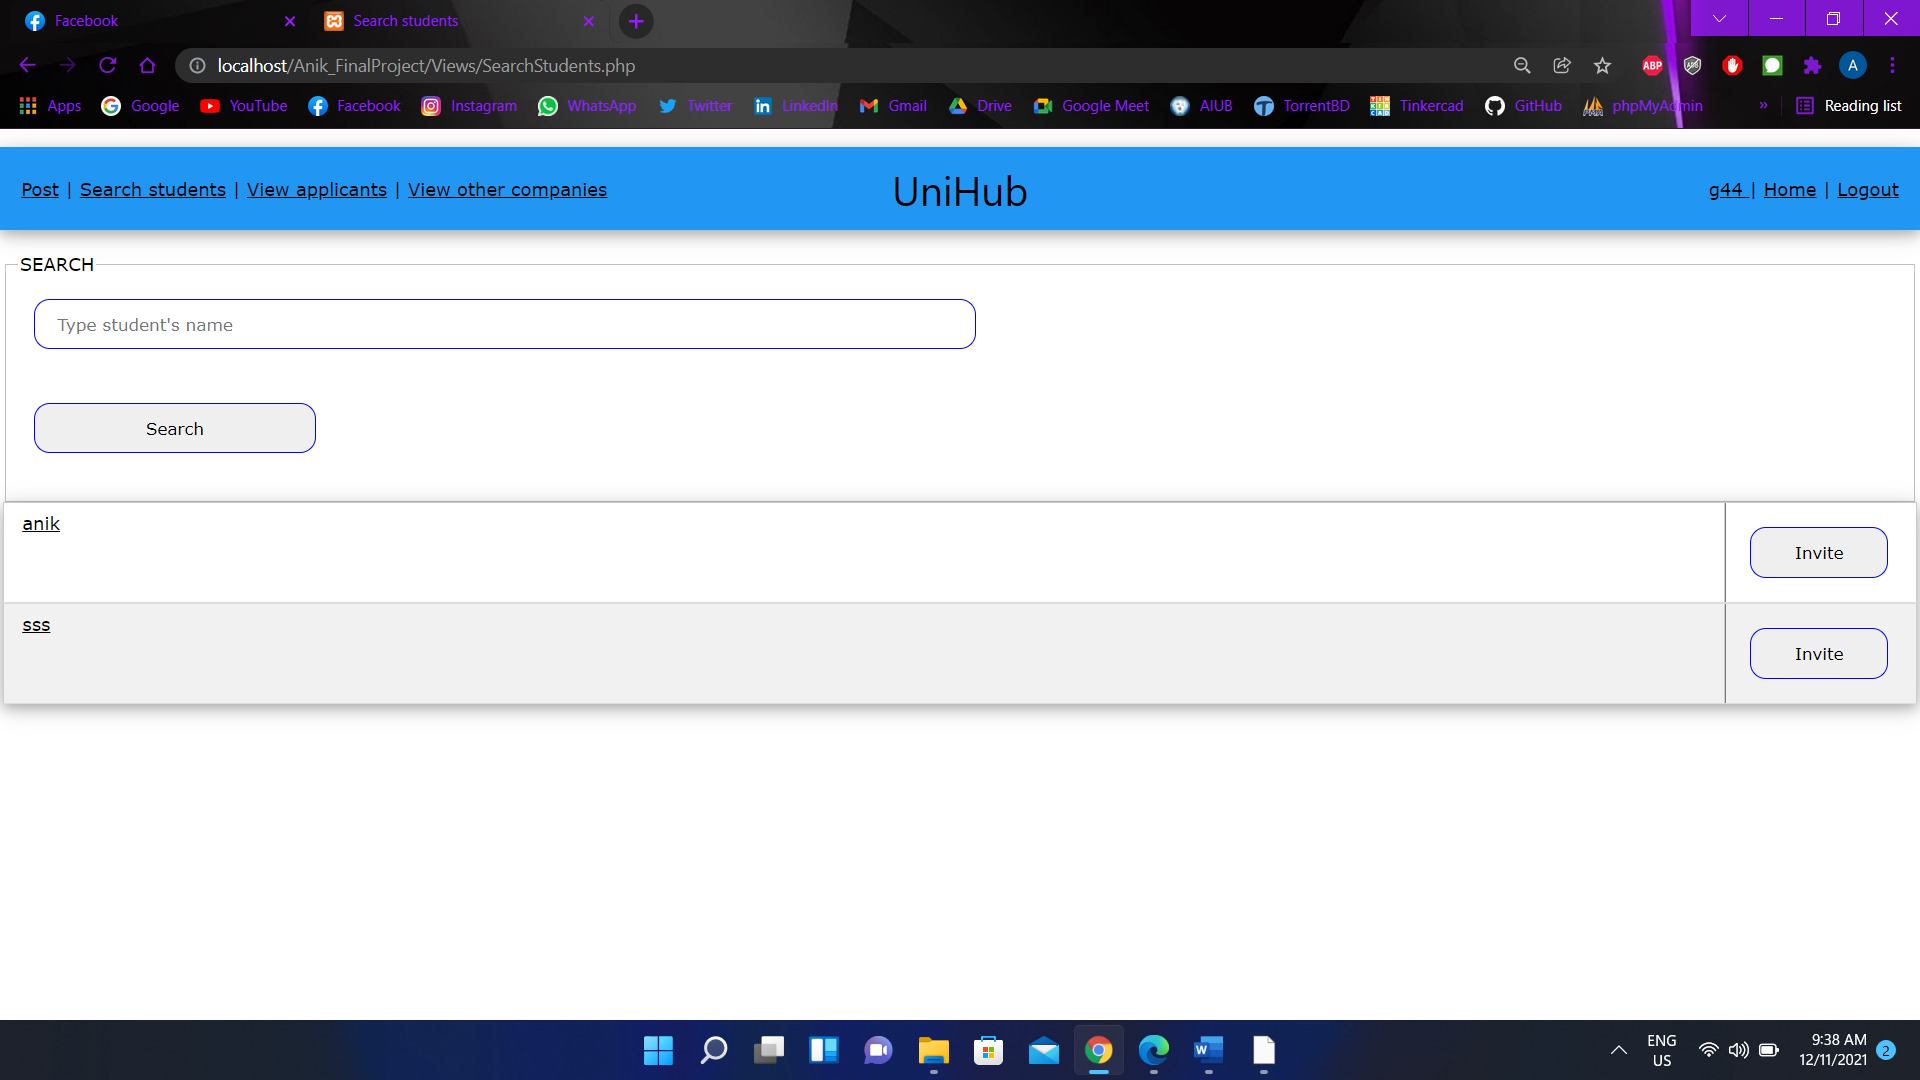 Facebook
Search students
localhost/Anik_FinalProject/Views/SearchStudents.php
ABP
A
Apps Google YouTube Facebook Instagram WhatsApp Twitter LinkedIn Gmail Drive Google Meet AIUB TorrentBD Tinkercad GitHub phpMyAdmin » Reading list
Post | Search students | View applicants | View other companies
UniHub
g44 | Home | Logout
SEARCH
Type student's name
Search
anik
Invite
sss
Invite
ENG
US
9:38 AM
12/11/2021
2